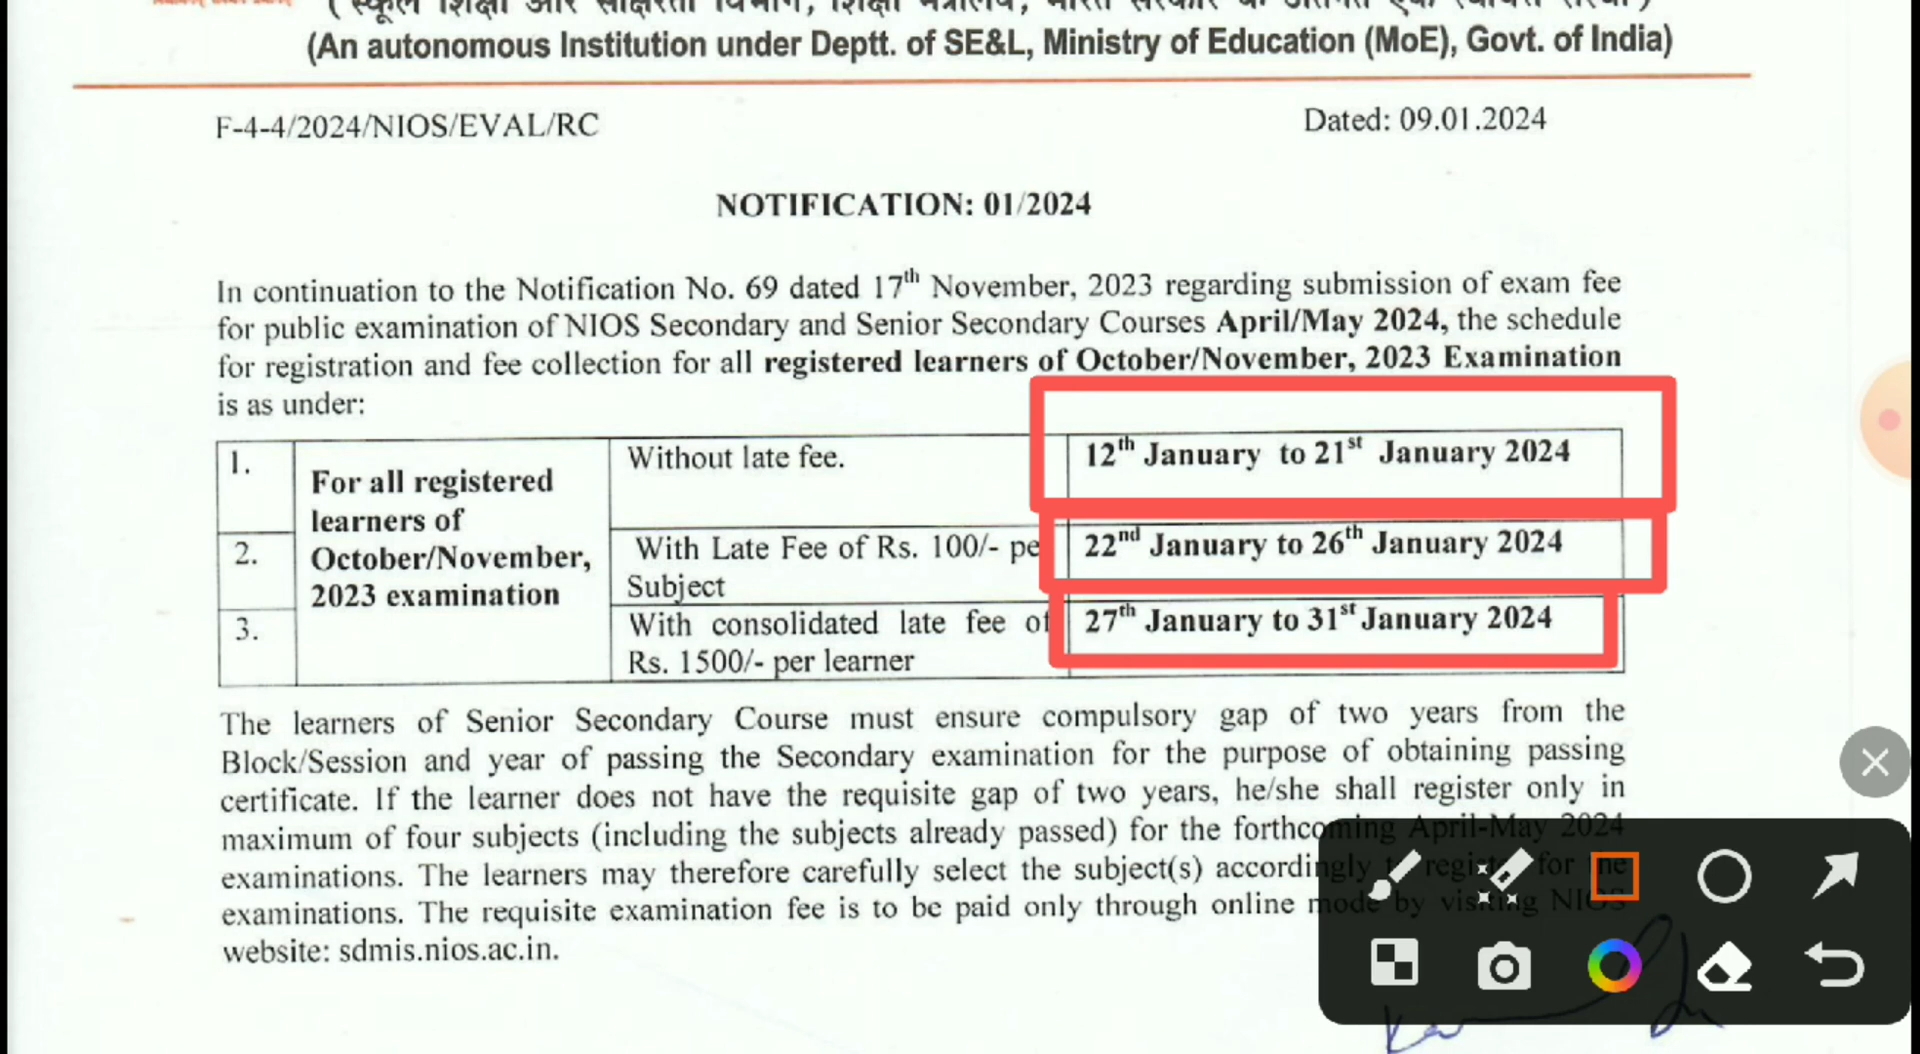 (An autonomous Institution under Deptt. of SE&L, Ministry of Education (MoE), Govt. of India)
F-4-4/2024/NIOS/EVAL/RC
Dated: 09.01.2024
NOTIFICATION: 01/2024
In continuation to the Notification No. 69 dated 17th November, 2023 regarding submission of exam fee
for public examination of NIOS Secondary and Senior Secondary Courses April/May 2024, the schedule
for registration and fee collection for all registered learners of October/November, 2023 Examination
is as under:
1.
For all registered
learners of
October/November,
2023 examination
Without late fee.
12th January to 21st January 2024
2.
With Late Fee of Rs. 100/- pe
Subject
22nd January to 26th January 2024
3.
With consolidated late fee of
Rs. 1500/- per learner
27th January to 31st January 2024
The learners of Senior Secondary Course must ensure compulsory gap of two years from the
Block/Session and year of passing the Secondary examination for the purpose of obtaining passing
certificate. If the learner does not have the requisite gap of two years, he/she shall register only in
maximum of four subjects (including the subjects already passed) for the forthcoming April-May 2024
examinations. The learners may therefore carefully select the subject(s) accordingly for
examinations. The requisite examination fee is to be paid only through online mode by visiting NIOS
website: sdmis.nios.ac.in.